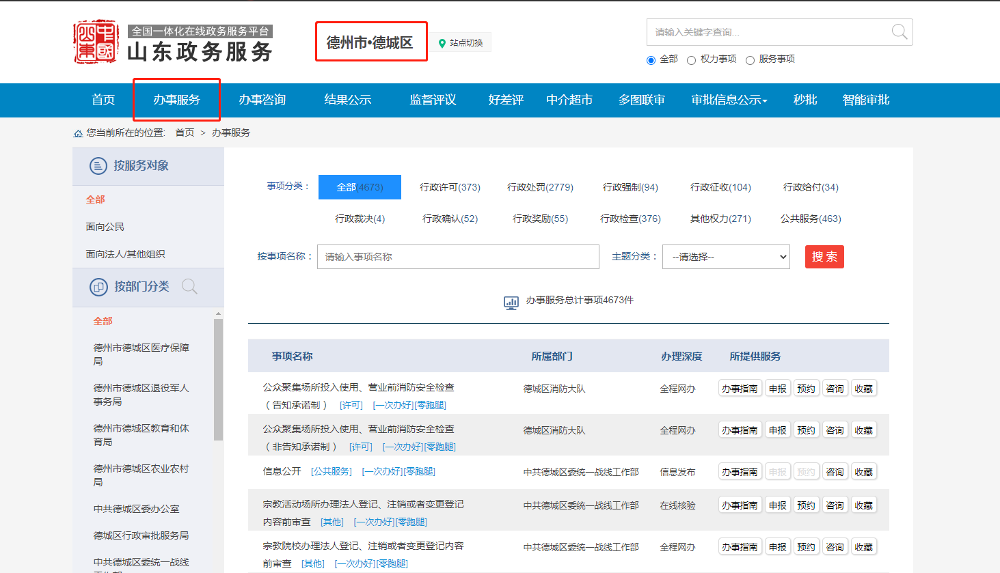 山东
中國
全国一体化在线政务服务平台
山东政务服务
德州市•德城区
站点切换
请输入关键字查询...
全部 权力事项 服务事项
首页 办事服务 办事咨询 结果公示 监督评议 好差评 中介超市 多图联审 审批信息公示 秒批 智能审批
您当前所在的位置: 首页 > 办事服务
按服务对象
全部
面向公民
面向法人/其他组织
按部门分类
全部
德州市德城区医疗保障
局
德州市德城区退役军人
事务局
德州市德城区教育和体
育局
德州市德城区农业农村
局
中共德城区委办公室
德城区行政审批服务局
中共德城区委统一战线
工作部
事项分类： 全部(4673) 行政许可(373) 行政处罚(2779) 行政强制(94) 行政征收(104) 行政给付(34)
行政裁决(4) 行政确认(52) 行政奖励(55) 行政检查(376) 其他权力(271) 公共服务(463)
按事项名称： 请输入事项名称 主题分类： --请选择-- 搜 索
办事服务总计事项4673件
事项名称 所属部门 办理深度 所提供服务
公众聚集场所投入使用、营业前消防安全检查
（告知承诺制） [许可] [一次办好][零跑腿]
德城区消防大队 全程网办 办事指南 申报 预约 咨询 收藏
公众聚集场所投入使用、营业前消防安全检查
（非告知承诺制） [许可] [一次办好][零跑腿]
德城区消防大队 全程网办 办事指南 申报 预约 咨询 收藏
信息公开 [公共服务] [一次办好][零跑腿] 中共德城区委统一战线工作部 信息发布 办事指南 申报 预约 咨询 收藏
宗教活动场所办理法人登记、注销或者变更登记
内容前审查 [其他] [一次办好][零跑腿]
中共德城区委统一战线工作部 在线核验 办事指南 申报 预约 咨询 收藏
宗教院校办理法人登记、注销或者变更登记内容
前审查 [其他] [一次办好][零跑腿]
中共德城区委统一战线工作部 全程网办 办事指南 申报 预约 咨询 收藏